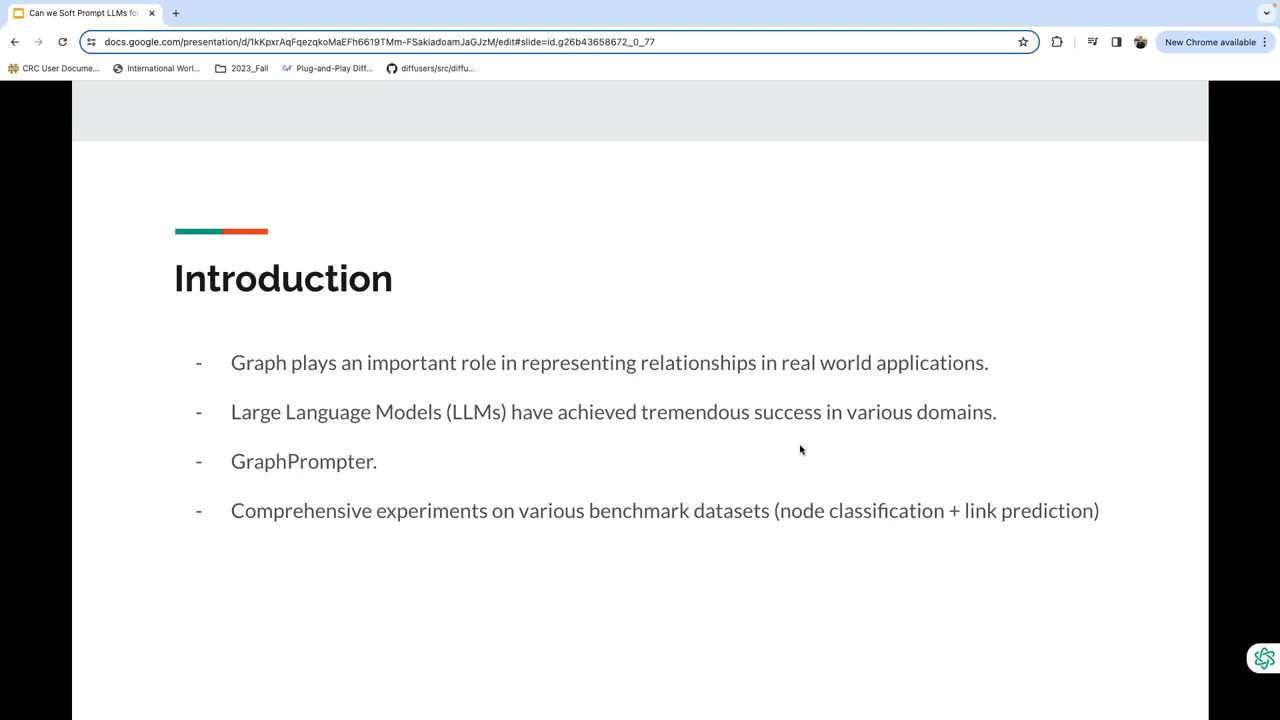 Can we Soft Prompt LLMs for
docs.google.com/presentation/d/1kKpxrAqFqezqkoMaEFh6619TMm-FSakiadoamJaGJzM/edit#slide=id.g26b43658672_0_77
New Chrome available
CRC User Docume...
International Worl...
2023_Fall
Plug-and-Play Diff...
diffusers/src/diffu...
Introduction
- Graph plays an important role in representing relationships in real world applications.
- Large Language Models (LLMs) have achieved tremendous success in various domains.
- GraphPrompter.
- Comprehensive experiments on various benchmark datasets (node classification + link prediction)